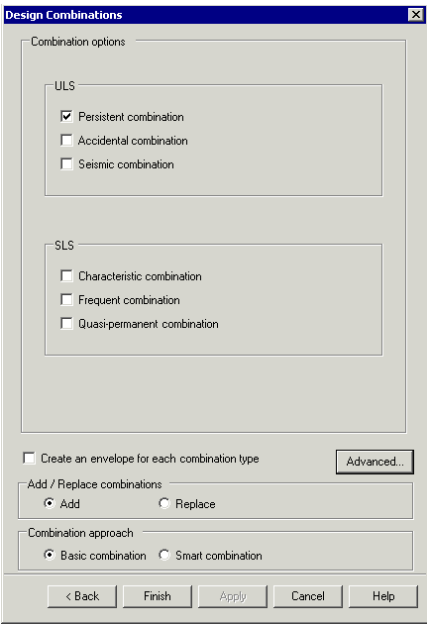 Design Combinations
Combination options
ULS
Persistent combination
Accidental combination
Seismic combination
SLS
Characteristic combination
Frequent combination
Quasi-permanent combination
Create an envelope for each combination type
Advanced...
Add / Replace combinations
Add Replace
Combination approach
Basic combination Smart combination
< Back Finish Apply Cancel Help